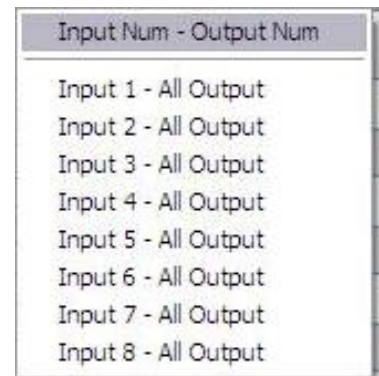 Input Num - Output Num
Input 1 - All Output
Input 2 - All Output
Input 3 - All Output
Input 4 - All Output
Input 5 - All Output
Input 6 - All Output
Input 7 - All Output
Input 8 - All Output